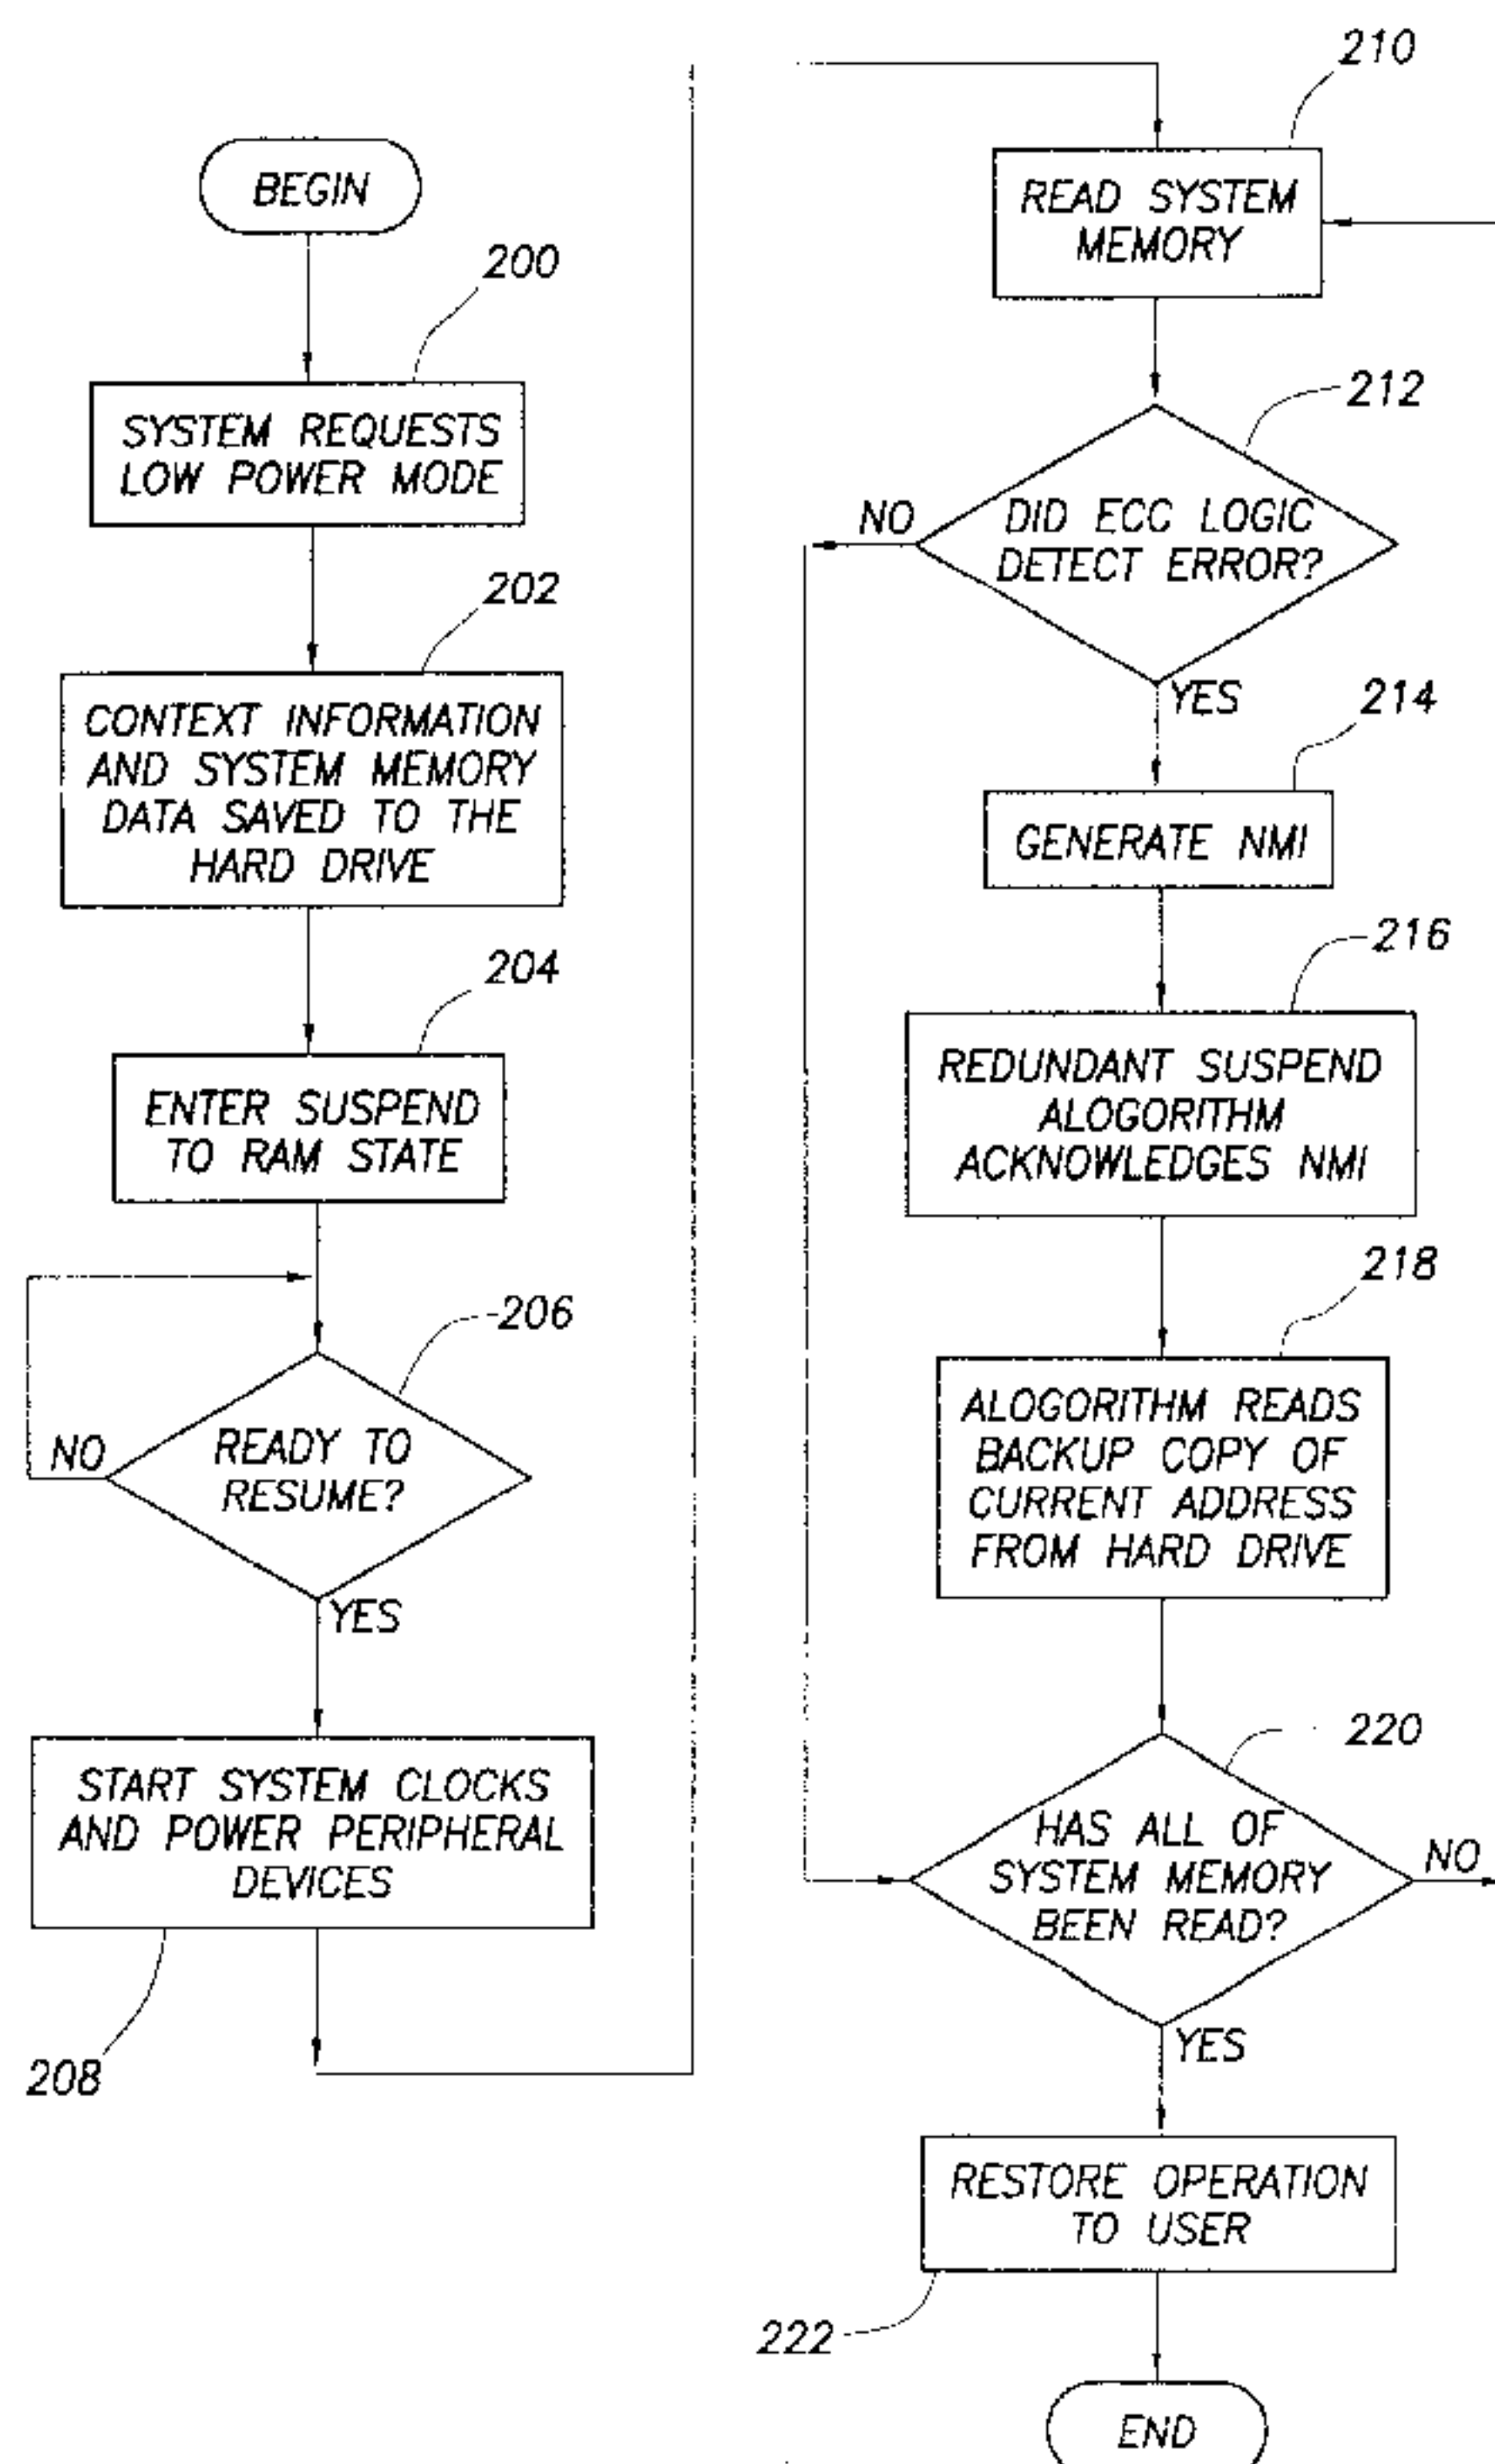 BEGIN
200
SYSTEM REQUESTS
LOW POWER MODE
202
CONTEXT INFORMATION
AND SYSTEM MEMORY
DATA SAVED TO THE
HARD DRIVE
204
ENTER SUSPEND
TO RAM STATE
206
READY TO
RESUME?
NO
YES
START SYSTEM CLOCKS
AND POWER PERIPHERAL
DEVICES
208
210
READ SYSTEM
MEMORY
212
DID ECC LOGIC
DETECT ERROR?
NO
YES
214
GENERATE NMI
216
REDUNDANT SUSPEND
ALOGORITHM
ACKNOWLEDGES NMI
218
ALOGORITHM READS
BACKUP COPY OF
CURRENT ADDRESS
FROM HARD DRIVE
220
HAS ALL OF
SYSTEM MEMORY
BEEN READ?
NO
YES
RESTORE OPERATION
TO USER
222
END